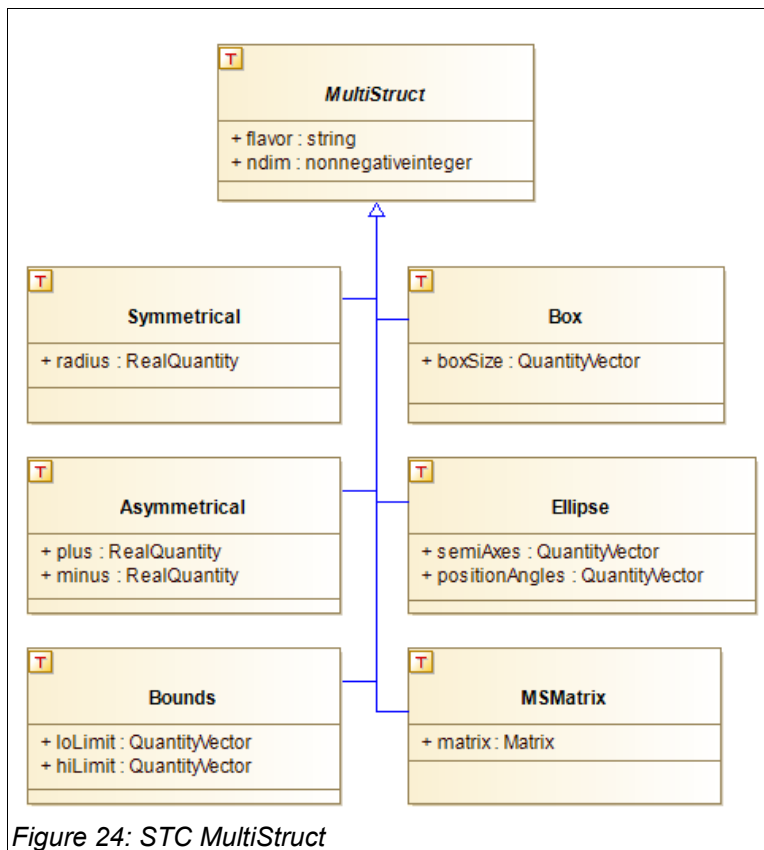 T
MultiStruct
+ flavor : string
+ ndim : nonnegativeinteger
T
Symmetrical
+ radius : RealQuantity
T
Box
+ boxSize : QuantityVector
T
Asymmetrical
+ plus : RealQuantity
+ minus : RealQuantity
T
Ellipse
+ semiAxes : QuantityVector
+ positionAngles : QuantityVector
T
Bounds
+ loLimit : QuantityVector
+ hiLimit : QuantityVector
T
MSMatrix
+ matrix : Matrix
Figure 24: STC MultiStruct